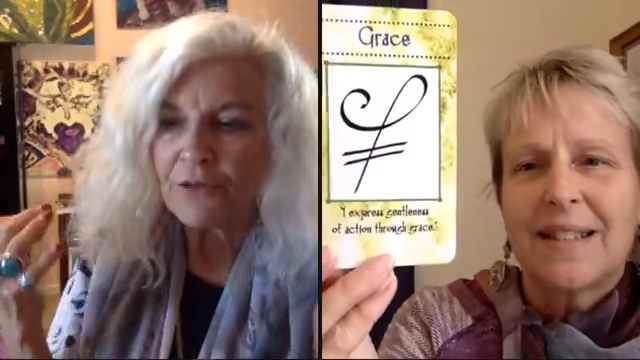 Grace
"I express gentleness
of action through grace."